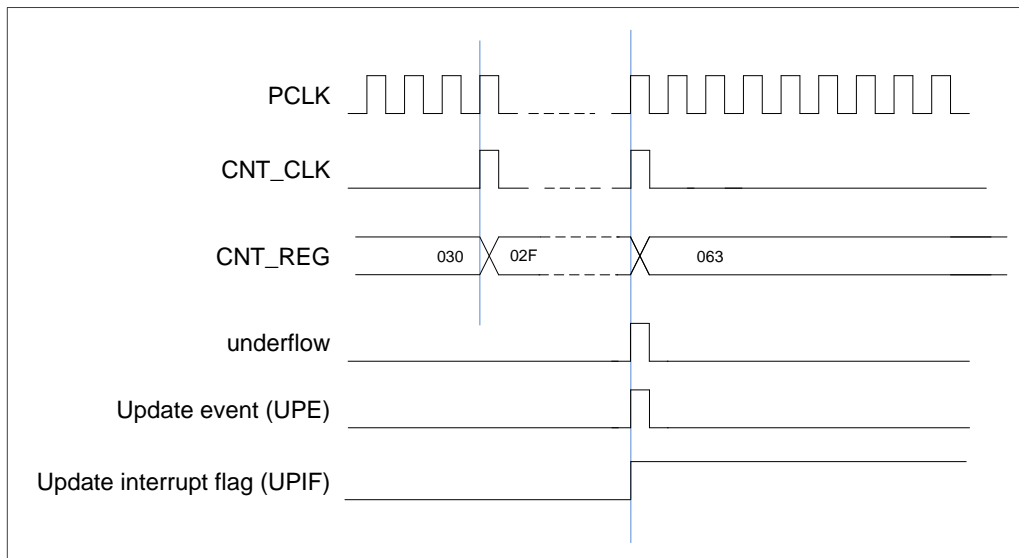 PCLK
CNT_CLK
CNT_REG
030
02F
063
underflow
Update event (UPE)
Update interrupt flag (UPIF)